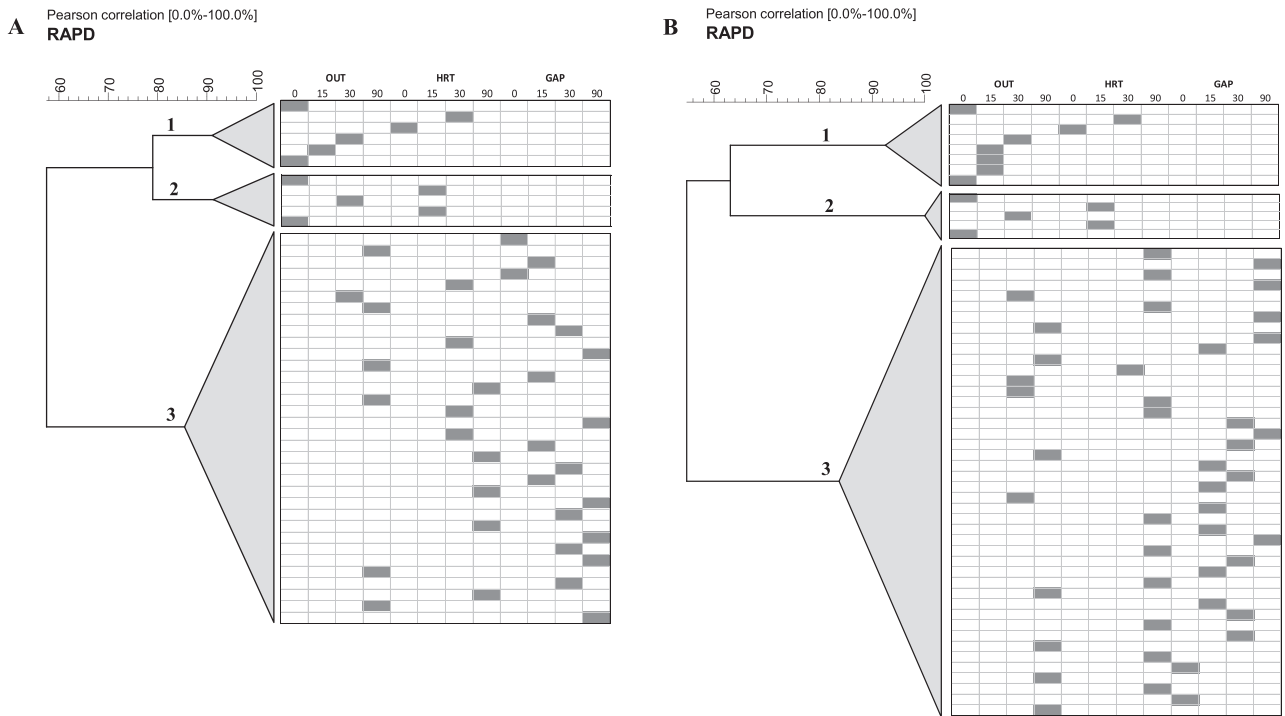 A
Pearson correlation [0.0%-100.0%]
RAPD
60 70 80 90 100
OUT HRT GAP
0 15 30 90 0 15 30 90 0 15 30 90
1
2
3
B
Pearson correlation [0.0%-100.0%]
RAPD
60 70 80 90 100
OUT HRT GAP
0 15 30 90 0 15 30 90 0 15 30 90
1
2
3